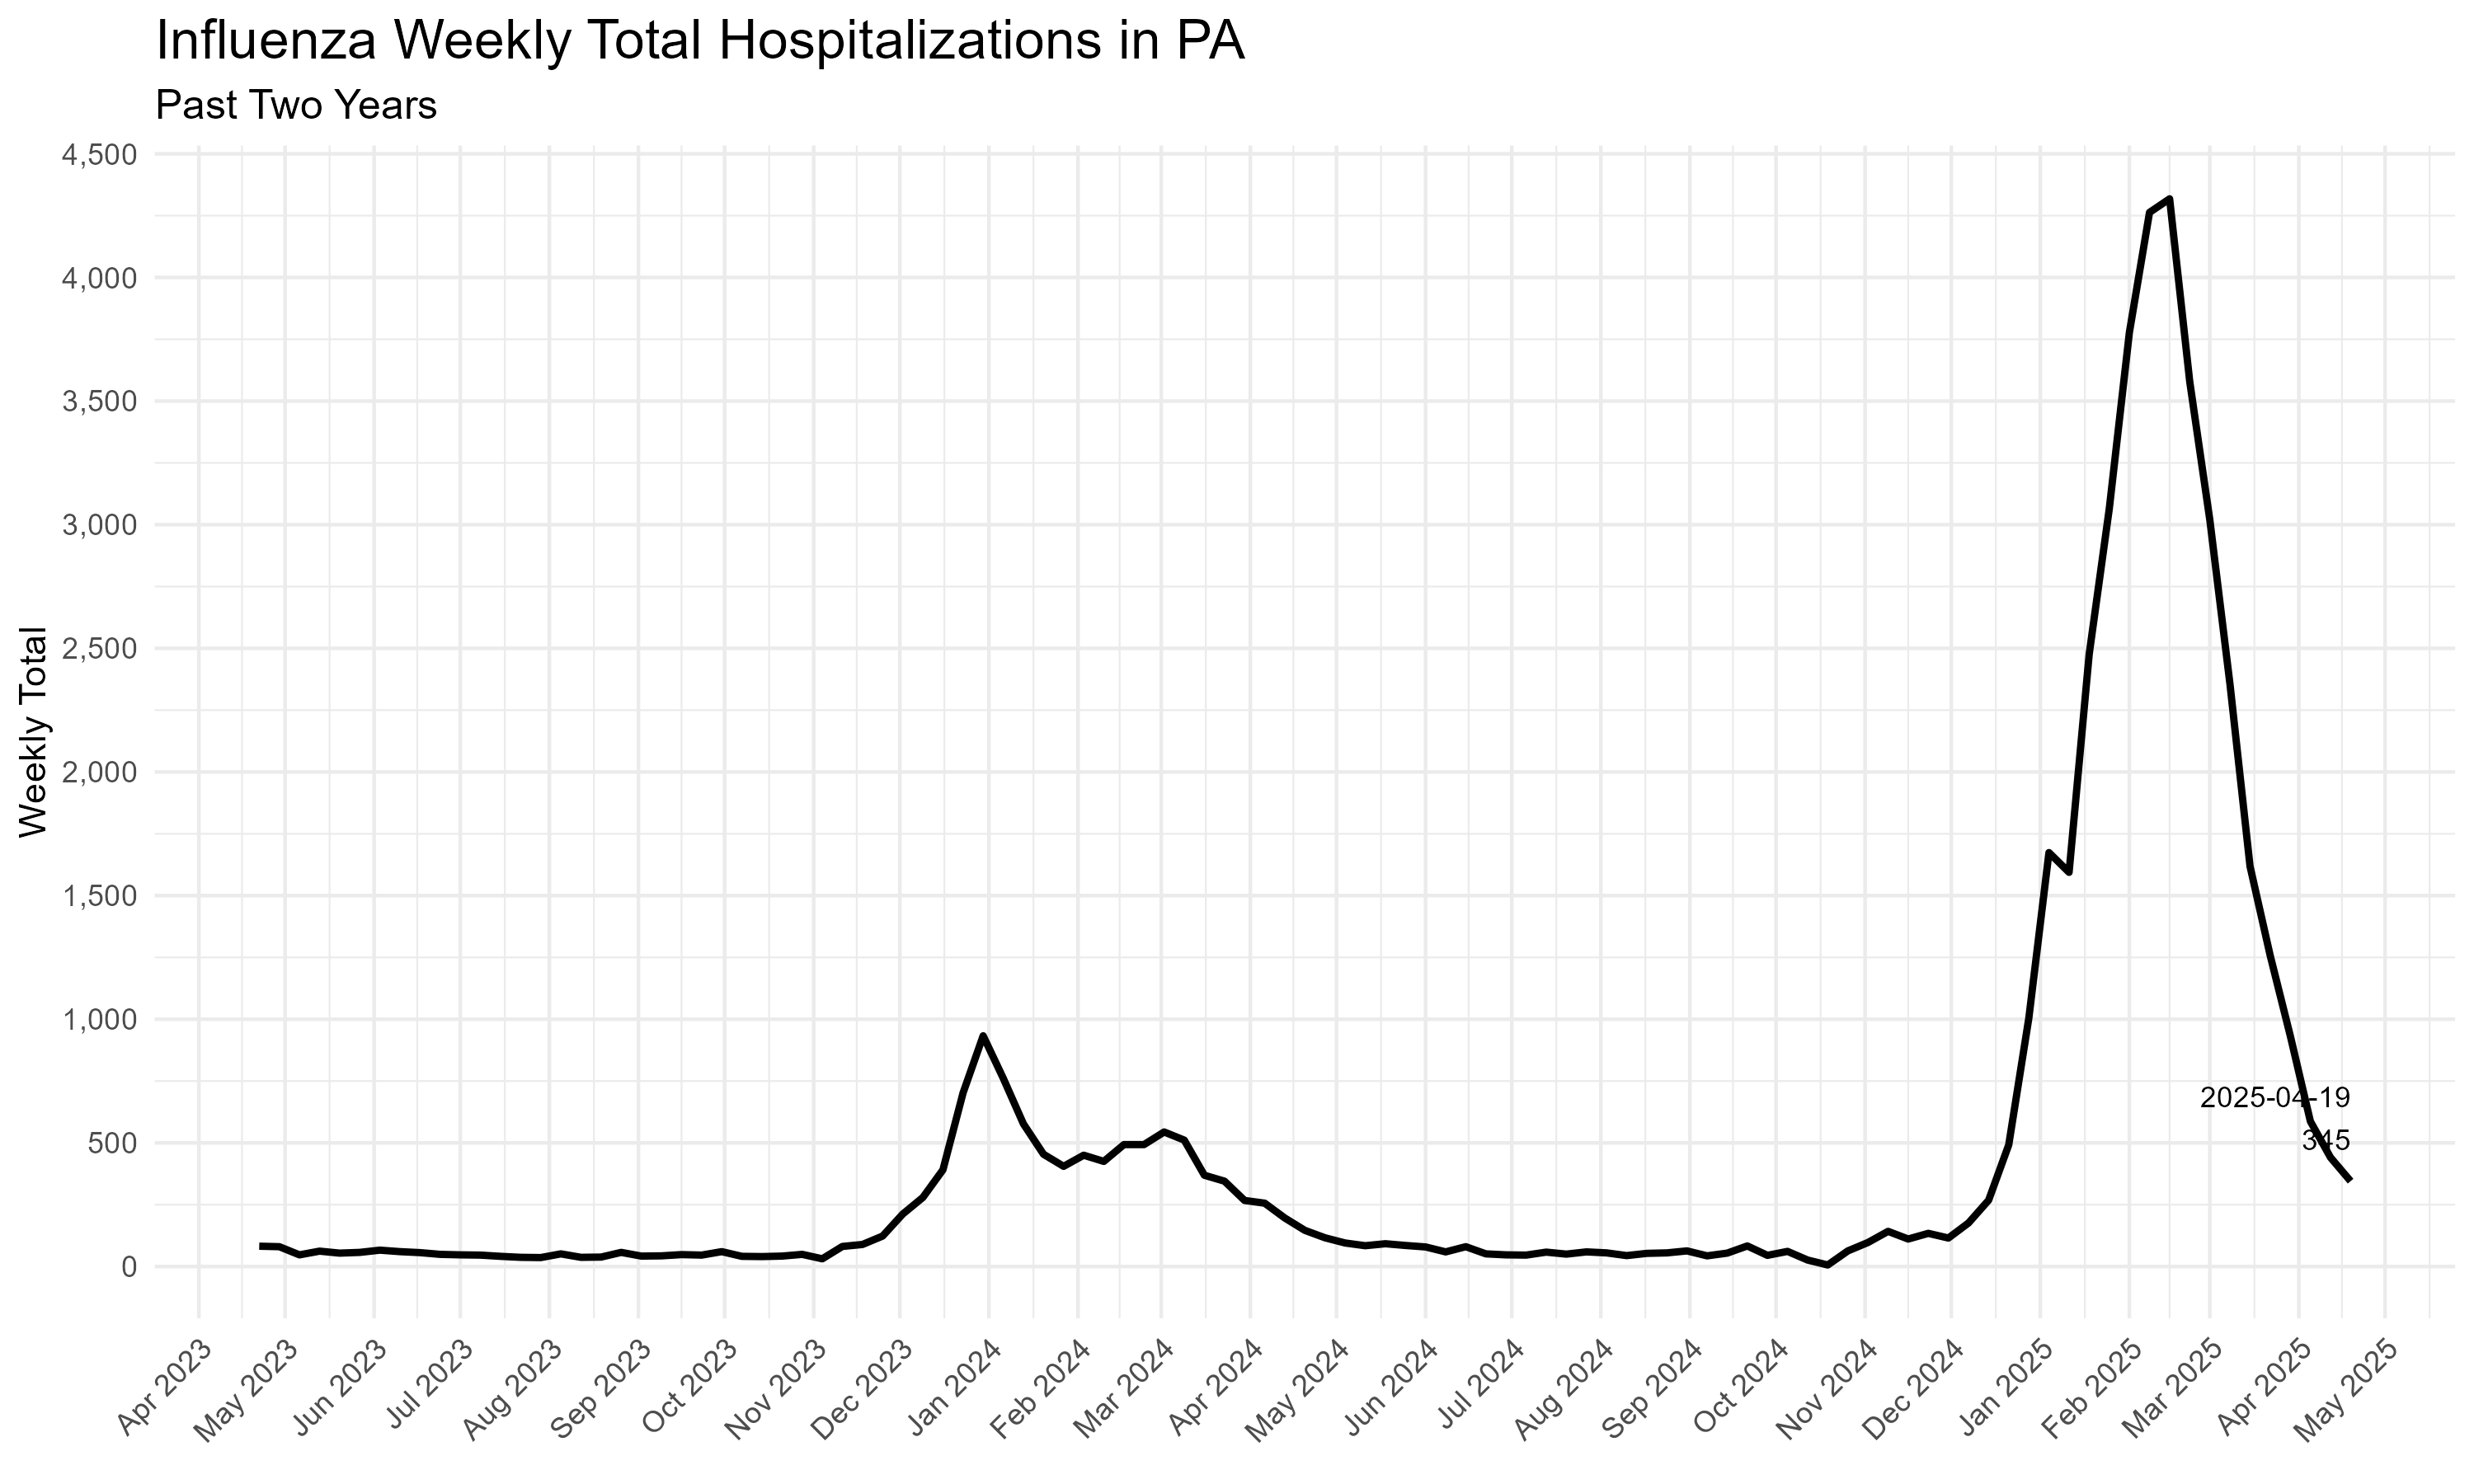 Influenza Weekly Total Hospitalizations in PA
Past Two Years
Weekly Total
4,500
4,000
3,500
3,000
2,500
2,000
1,500
1,000
500
0
2025-04-19
345
Apr 2023
May 2023
Jun 2023
Jul 2023
Aug 2023
Sep 2023
Oct 2023
Nov 2023
Dec 2023
Jan 2024
Feb 2024
Mar 2024
Apr 2024
May 2024
Jun 2024
Jul 2024
Aug 2024
Sep 2024
Oct 2024
Nov 2024
Dec 2024
Jan 2025
Feb 2025
Mar 2025
Apr 2025
May 2025